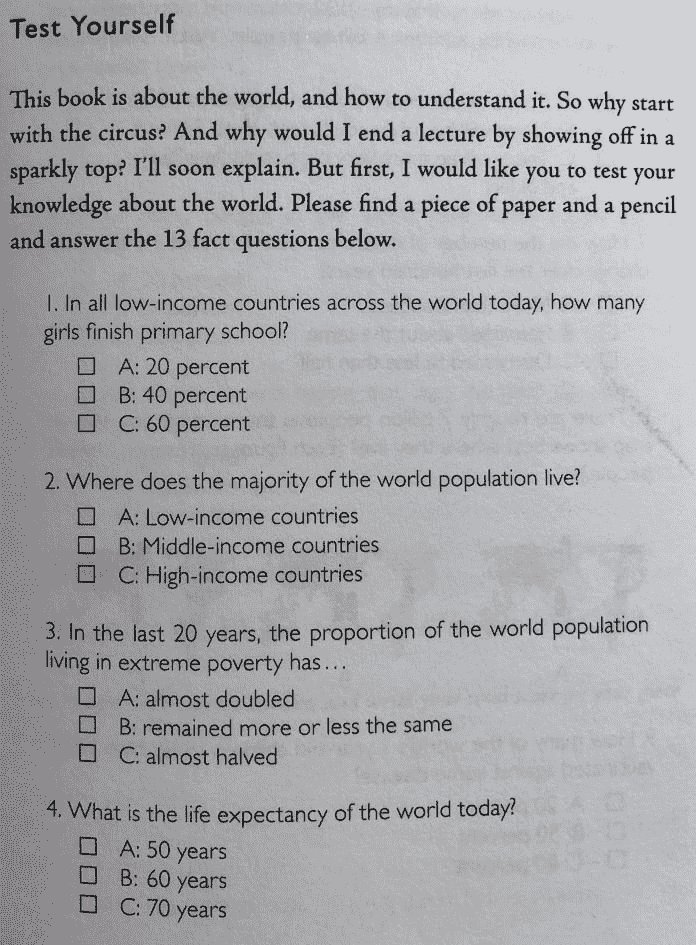 Test Yourself
This book is about the world, and how to understand it. So why start
with the circus? And why would I end a lecture by showing off in a
sparkly top? I'll soon explain. But first, I would like you to test your
knowledge about the world. Please find a piece of paper and a pencil
and answer the 13 fact questions below.
1. In all low-income countries across the world today, how many
girls finish primary school?
☐ A: 20 percent
☐ B: 40 percent
☐ C: 60 percent
2. Where does the majority of the world population live?
☐ A: Low-income countries
☐ B: Middle-income countries
☐ C: High-income countries
3. In the last 20 years, the proportion of the world population
living in extreme poverty has...
☐ A: almost doubled
☐ B: remained more or less the same
☐ C: almost halved
4. What is the life expectancy of the world today?
☐ A: 50 years
☐ B: 60 years
☐ C: 70 years